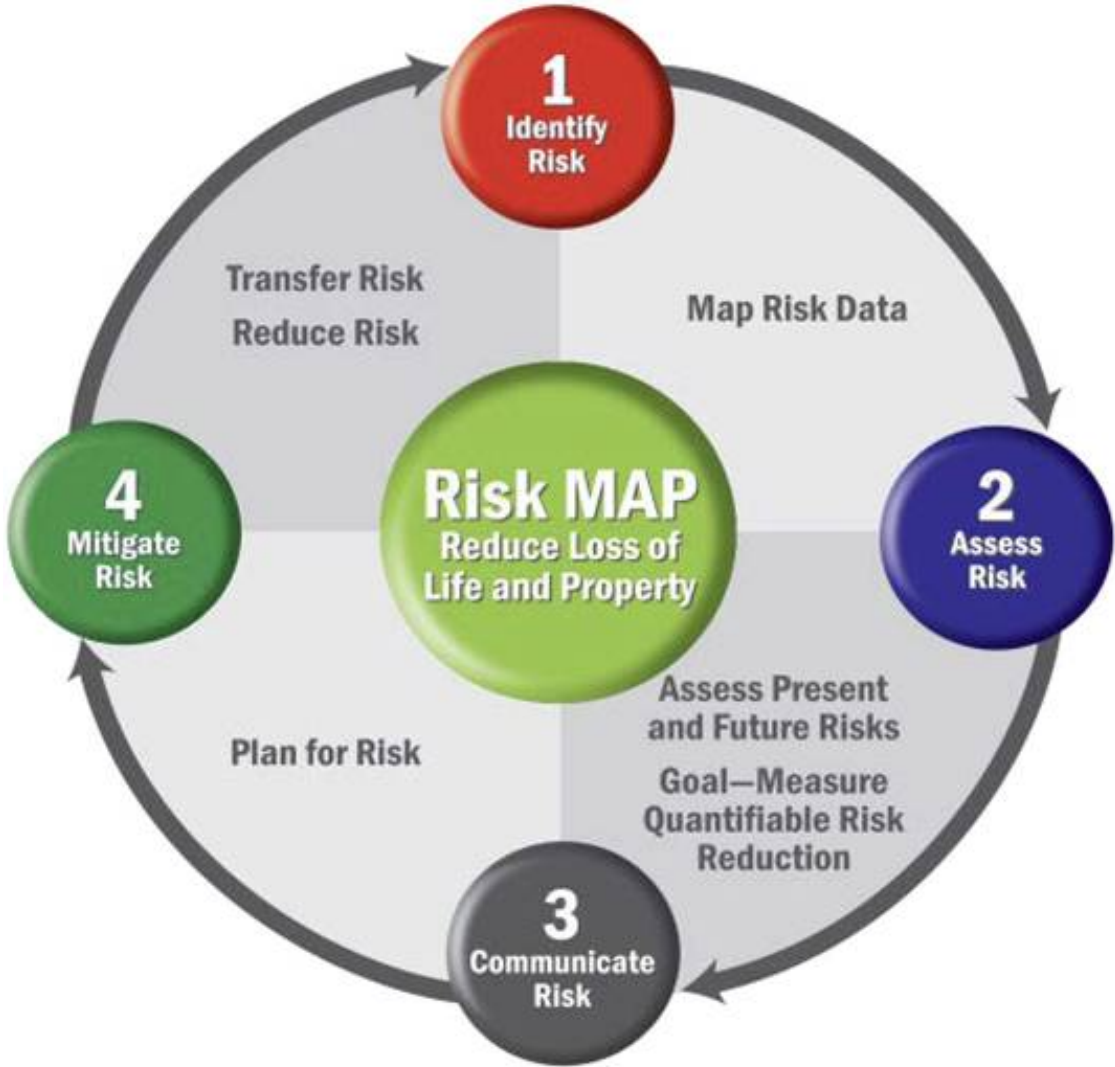 1
Identify
Risk
Transfer Risk
Reduce Risk
Map Risk Data
Risk MAP
Reduce Loss of
Life and Property
4
Mitigate
Risk
2
Assess
Risk
Plan for Risk
Assess Present
and Future Risks
Goal—Measure
Quantifiable Risk
Reduction
3
Communicate
Risk